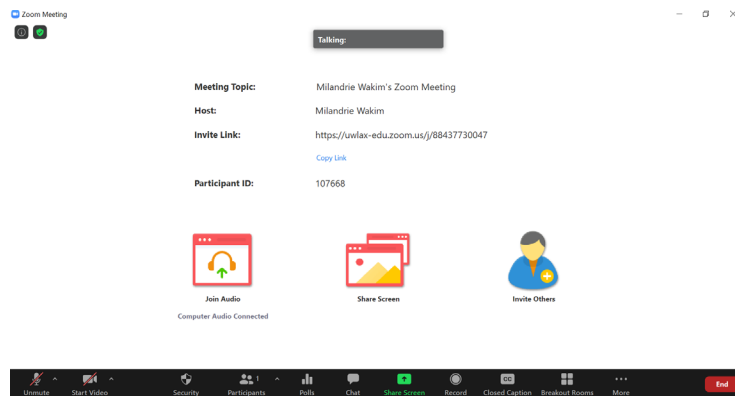 Zoom Meeting
Talking:
Meeting Topic: Milandrie Wakim's Zoom Meeting
Host: Milandrie Wakim
Invite Link: https://uwlax-edu.zoom.us/j/88437730047
Copy Link
Participant ID: 107668
Join Audio Share Screen Invite Others
Computer Audio Connected
CC
1
Unmute Start Video Security Participants Polls Chat Share Screen Record Closed Caption Breakout Rooms More End